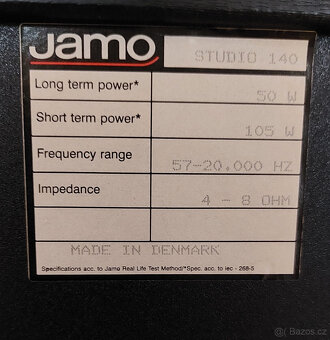 Jamo STUDIO 140
Long term power* 50 W
Short term power* 105 W
Frequency range 57-20.000 HZ
Impedance 4 - 8 OHM
MADE IN DENMARK
Specifications acc. to Jamo Real Life Test Method/*Spec. acc. to iec - 268-5
Bazos.cz